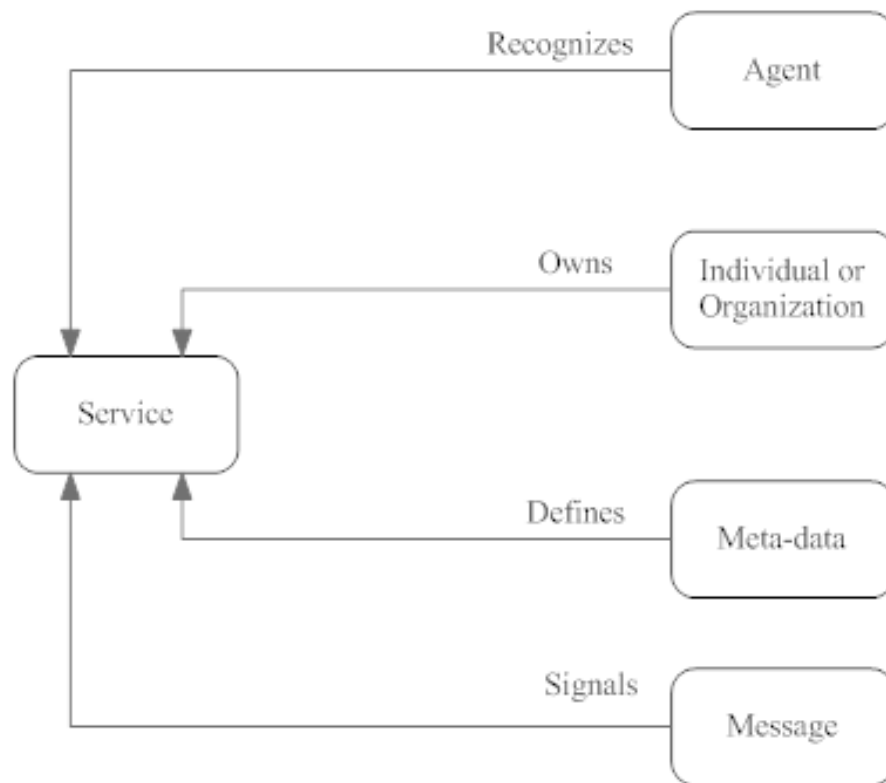 Recognizes
Agent
Owns
Individual or
Organization
Service
Defines
Meta-data
Signals
Message